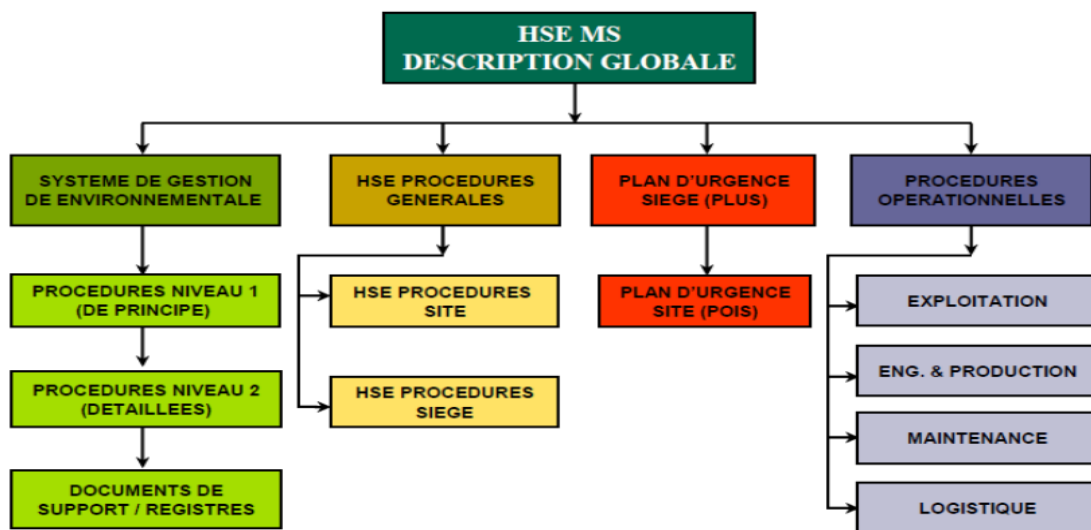 HSE MS
DESCRIPTION GLOBALE
SYSTEME DE GESTION
DE ENVIRONNEMENTALE
HSE PROCEDURES
GENERALES
PLAN D'URGENCE
SIEGE (PLUS)
PROCEDURES
OPERATIONNELLES
PROCEDURES NIVEAU 1
(DE PRINCIPE)
PROCEDURES NIVEAU 2
(DETAILLEES)
DOCUMENTS DE
SUPPORT / REGISTRES
HSE PROCEDURES
SITE
HSE PROCEDURES
SIEGE
PLAN D'URGENCE
SITE (POIS)
EXPLOITATION
ENG. & PRODUCTION
MAINTENANCE
LOGISTIQUE